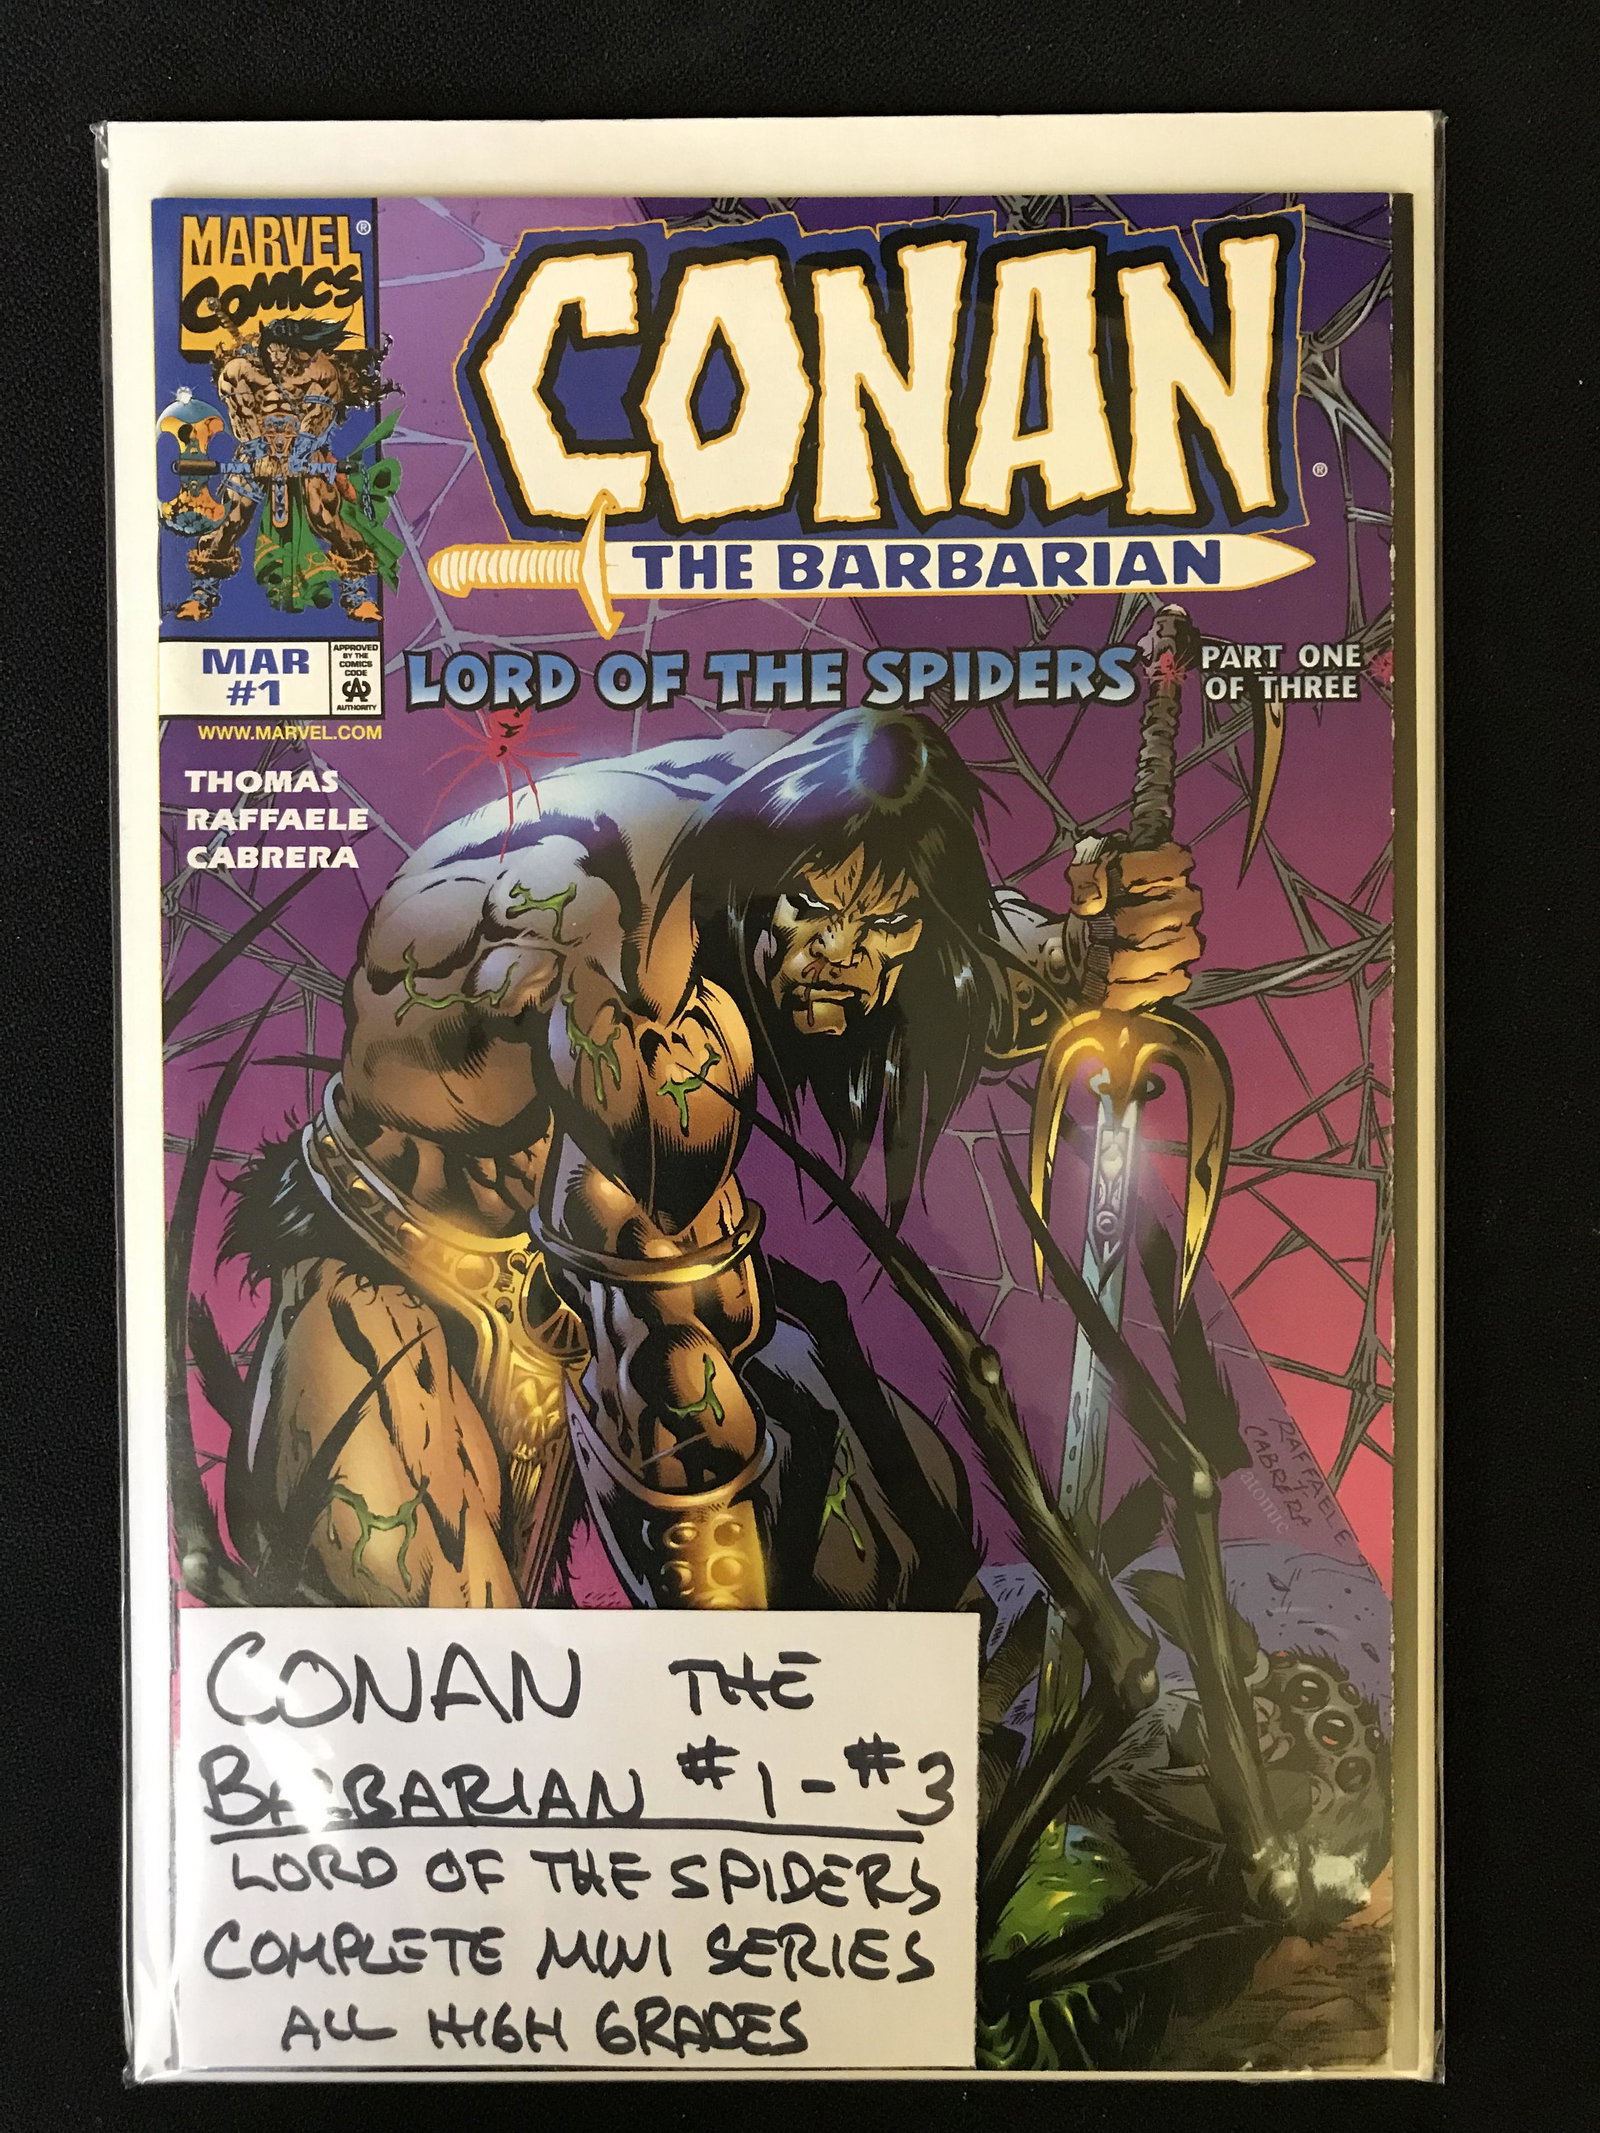 MARVEL®
COMICS
CONAN®
THE BARBARIAN
MAR
#1
APPROVED
BY THE
COMICS
CODE
CA
AUTHORITY
LORD OF THE SPIDERS
PART ONE
OF THREE
WWW.MARVEL.COM
THOMAS
RAFFAELE
CABRERA
RAFFAELE
+
CABRERA
atomic
CONAN THE
BARBARIAN #1-#3
LORD OF THE SPIDERS
COMPLETE MINI SERIES
ALL HIGH GRADES